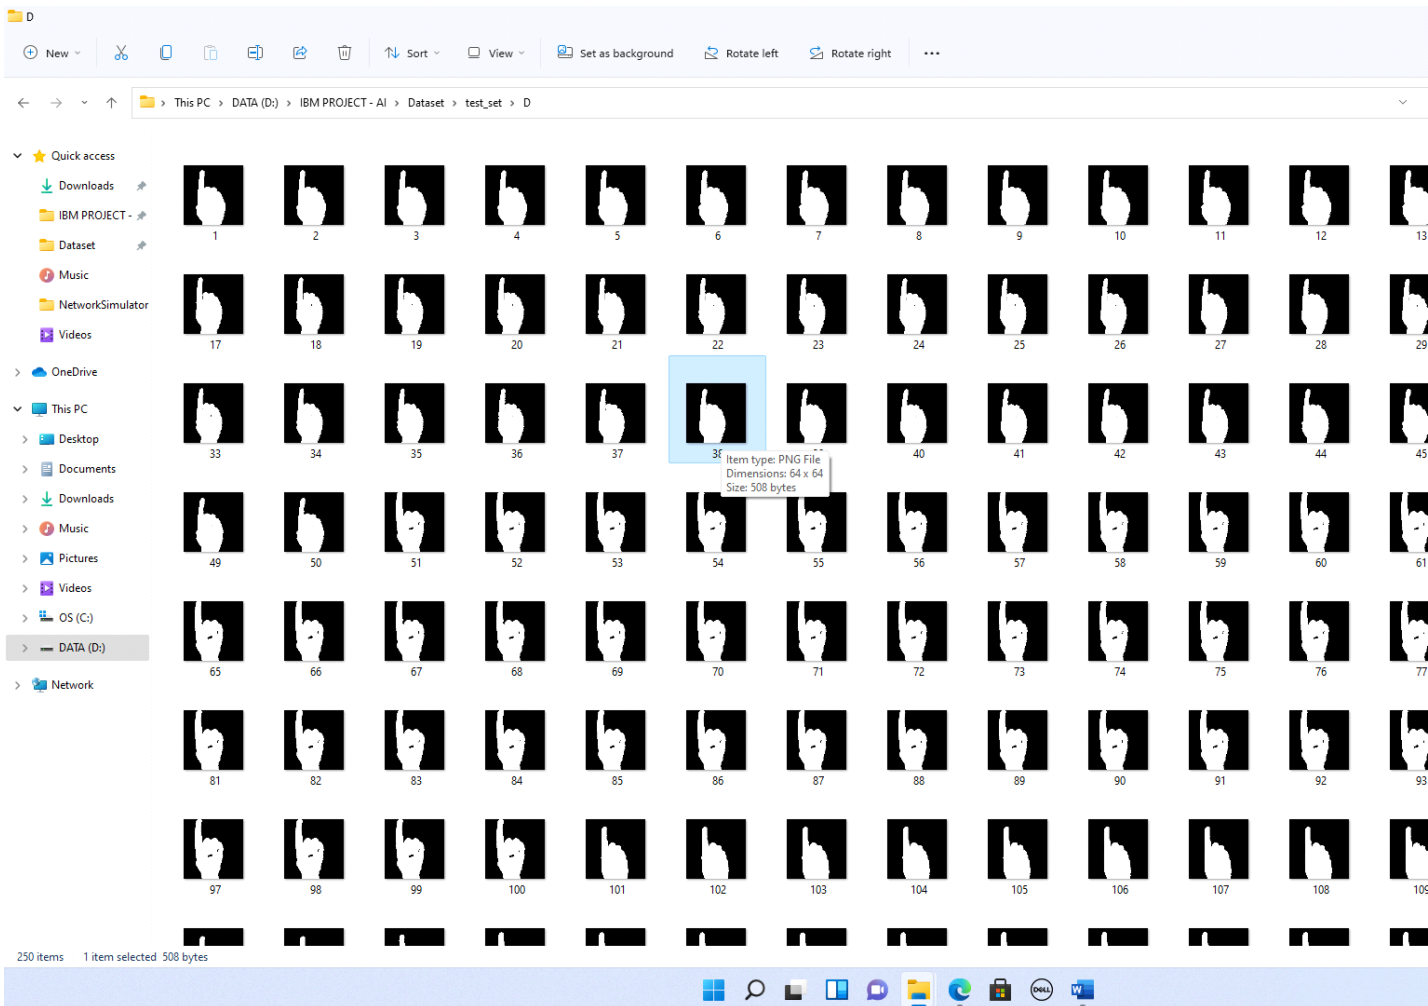 D
New Sort View Set as background Rotate left Rotate right
This PC > DATA (D:) > IBM PROJECT - AI > Dataset > test_set > D
Quick access
Downloads
IBM PROJECT -
Dataset
Music
NetworkSimulator
Videos
OneDrive
This PC
Desktop
Documents
Downloads
Music
Pictures
Videos
OS (C:)
DATA (D:)
Network
1 2 3 4 5 6 7 8 9 10 11 12 13
17 18 19 20 21 22 23 24 25 26 27 28 29
33 34 35 36 37 38 40 41 42 43 44 45
Item type: PNG File
Dimensions: 64 x 64
Size: 508 bytes
49 50 51 52 53 54 55 56 57 58 59 60 61
65 66 67 68 69 70 71 72 73 74 75 76 77
81 82 83 84 85 86 87 88 89 90 91 92 93
97 98 99 100 101 102 103 104 105 106 107 108 109
250 items 1 item selected 508 bytes
DELL
W